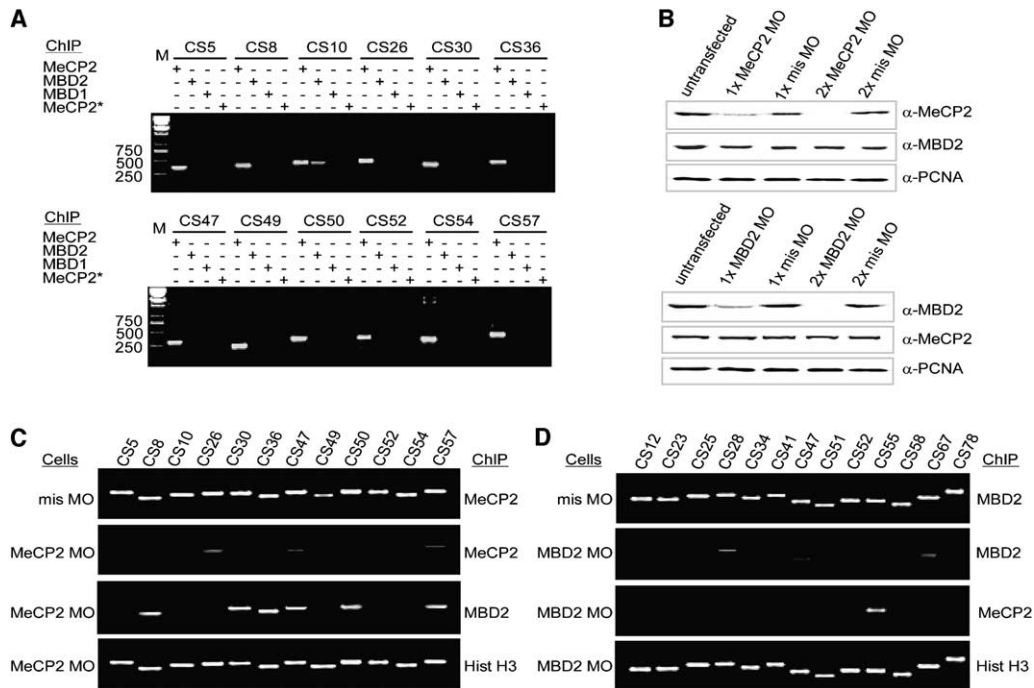 A
ChIP
M
CS5 CS8 CS10 CS26 CS30 CS36
MeCP2 + - - - + - - - + - - - + - - - + - - - + - - -
MBD2 - + - - - + - - - + - - - + - - - + - - - + - -
MBD1 - - + - - - + - - - + - - - + - - - + - - - + -
MeCP2* - - - + - - - + - - - + - - - + - - - + - - - +
750
500
250
ChIP
M
CS47 CS49 CS50 CS52 CS54 CS57
MeCP2 + - - - + - - - + - - - + - - - + - - - + - - -
MBD2 - + - - - + - - - + - - - + - - - + - - - + - -
MBD1 - - + - - - + - - - + - - - + - - - + - - - + -
MeCP2* - - - + - - - + - - - + - - - + - - - + - - - +
750
500
250
B
untransfected 1x MeCP2 MO 1x mis MO 2x MeCP2 MO 2x mis MO
α-MeCP2
α-MBD2
α-PCNA
untransfected 1x MBD2 MO 1x mis MO 2x MBD2 MO 2x mis MO
α-MBD2
α-MeCP2
α-PCNA
C
Cells CS5 CS8 CS10 CS26 CS30 CS36 CS47 CS49 CS50 CS52 CS54 CS57 ChIP
mis MO MeCP2
MeCP2 MO MeCP2
MeCP2 MO MBD2
MeCP2 MO Hist H3
D
Cells CS12 CS23 CS25 CS28 CS34 CS41 CS47 CS51 CS52 CS55 CS58 CS67 CS78 ChIP
mis MO MBD2
MBD2 MO MBD2
MBD2 MO MeCP2
MBD2 MO Hist H3